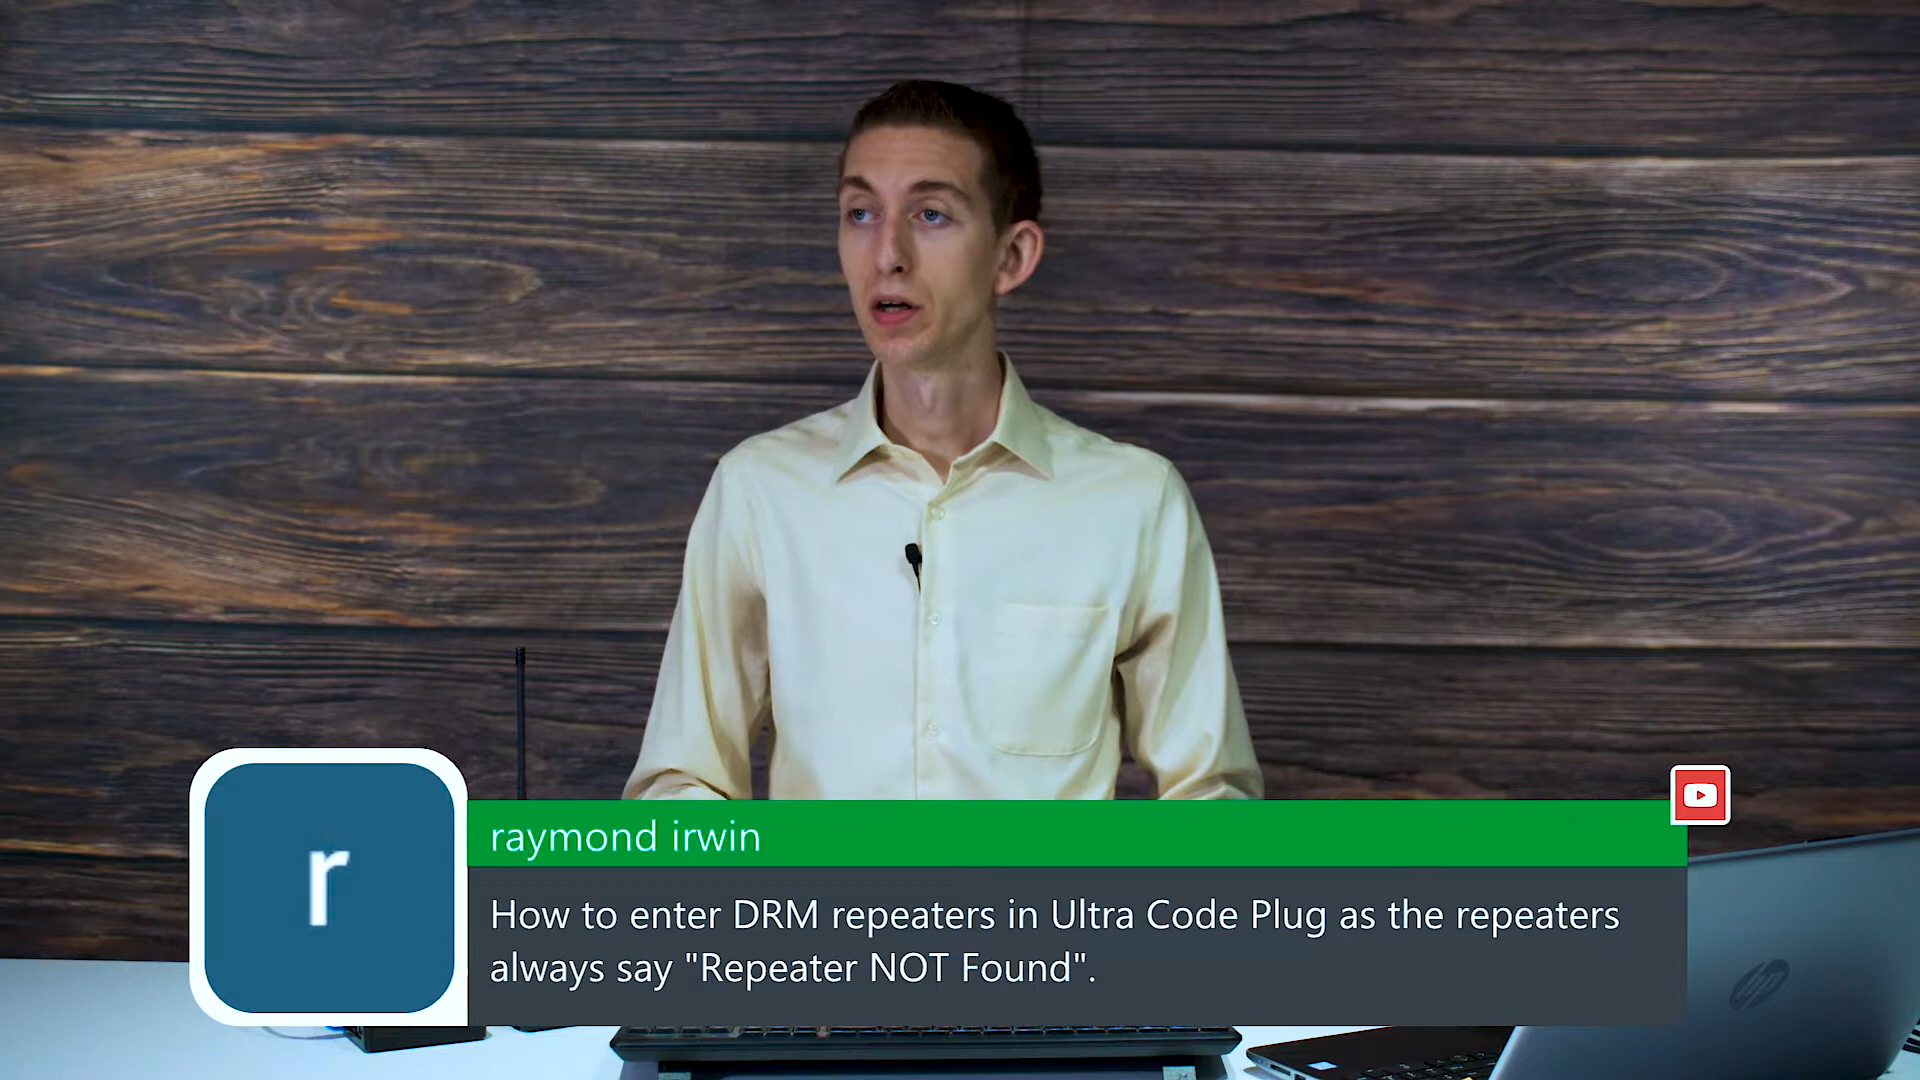 r
raymond irwin
How to enter DRM repeaters in Ultra Code Plug as the repeaters
always say "Repeater NOT Found".
hp